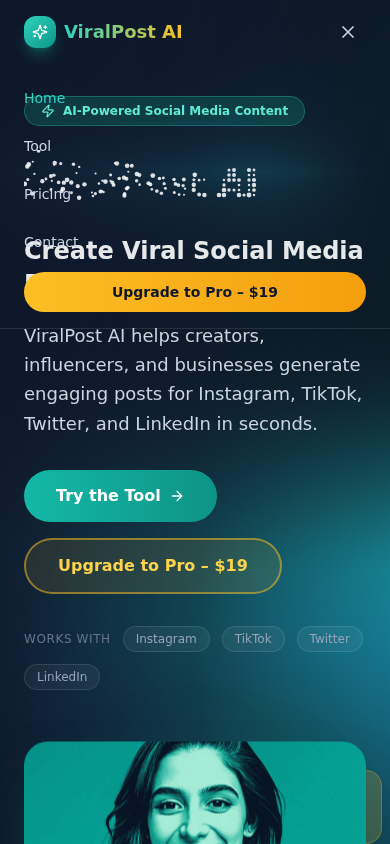 ViralPost AI
Home
AI-Powered Social Media Content
Tool
Pricing
Contact
Create Viral Social Media
Upgrade to Pro – $19
ViralPost AI helps creators,
influencers, and businesses generate
engaging posts for Instagram, TikTok,
Twitter, and LinkedIn in seconds.
Try the Tool
Upgrade to Pro – $19
WORKS WITH Instagram TikTok Twitter
LinkedIn